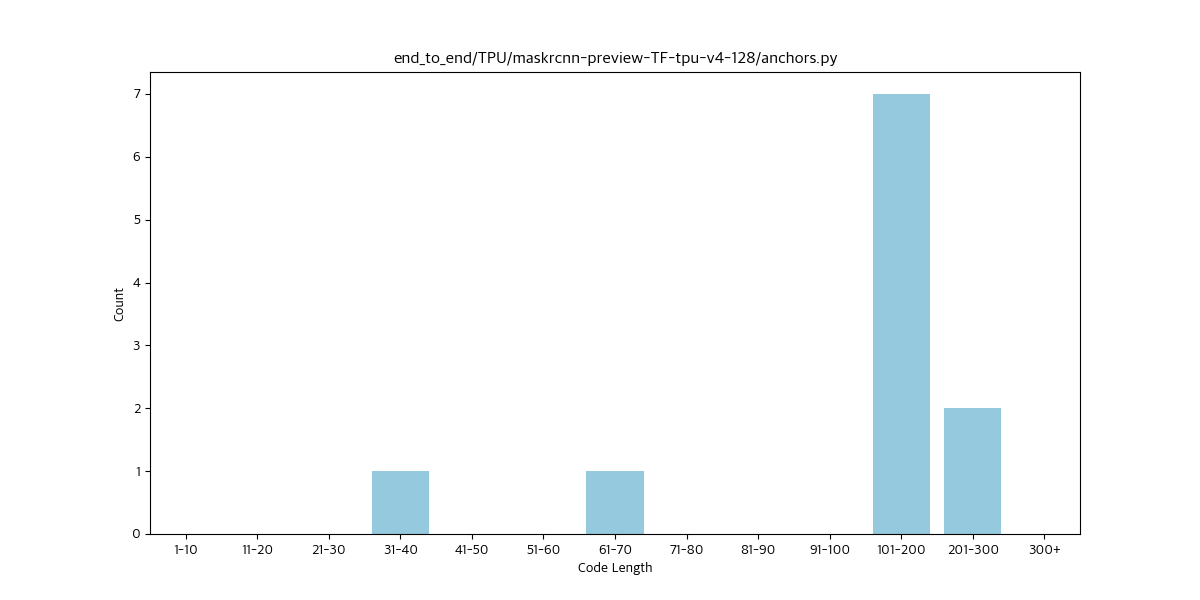 end_to_end/TPU/maskrcnn-preview-TF-tpu-v4-128/anchors.py
7
6
5
4
3
2
1
0
Count
1-10 11-20 21-30 31-40 41-50 51-60 61-70 71-80 81-90 91-100 101-200 201-300 300+
Code Length